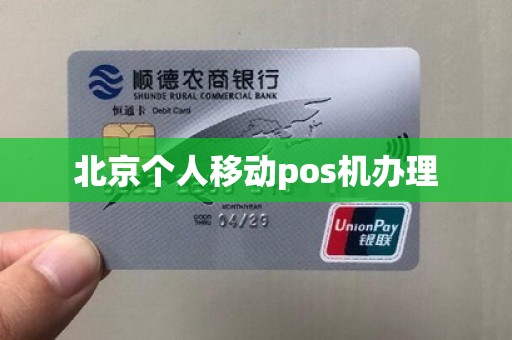 顺德农商银行
SHUNDE RURAL COMMERCIAL BANK
恒通卡 Debit Card
北京个人移动pos机办理
MONTH/YEAR
GOOD THRU 04/29
UnionPay
银联